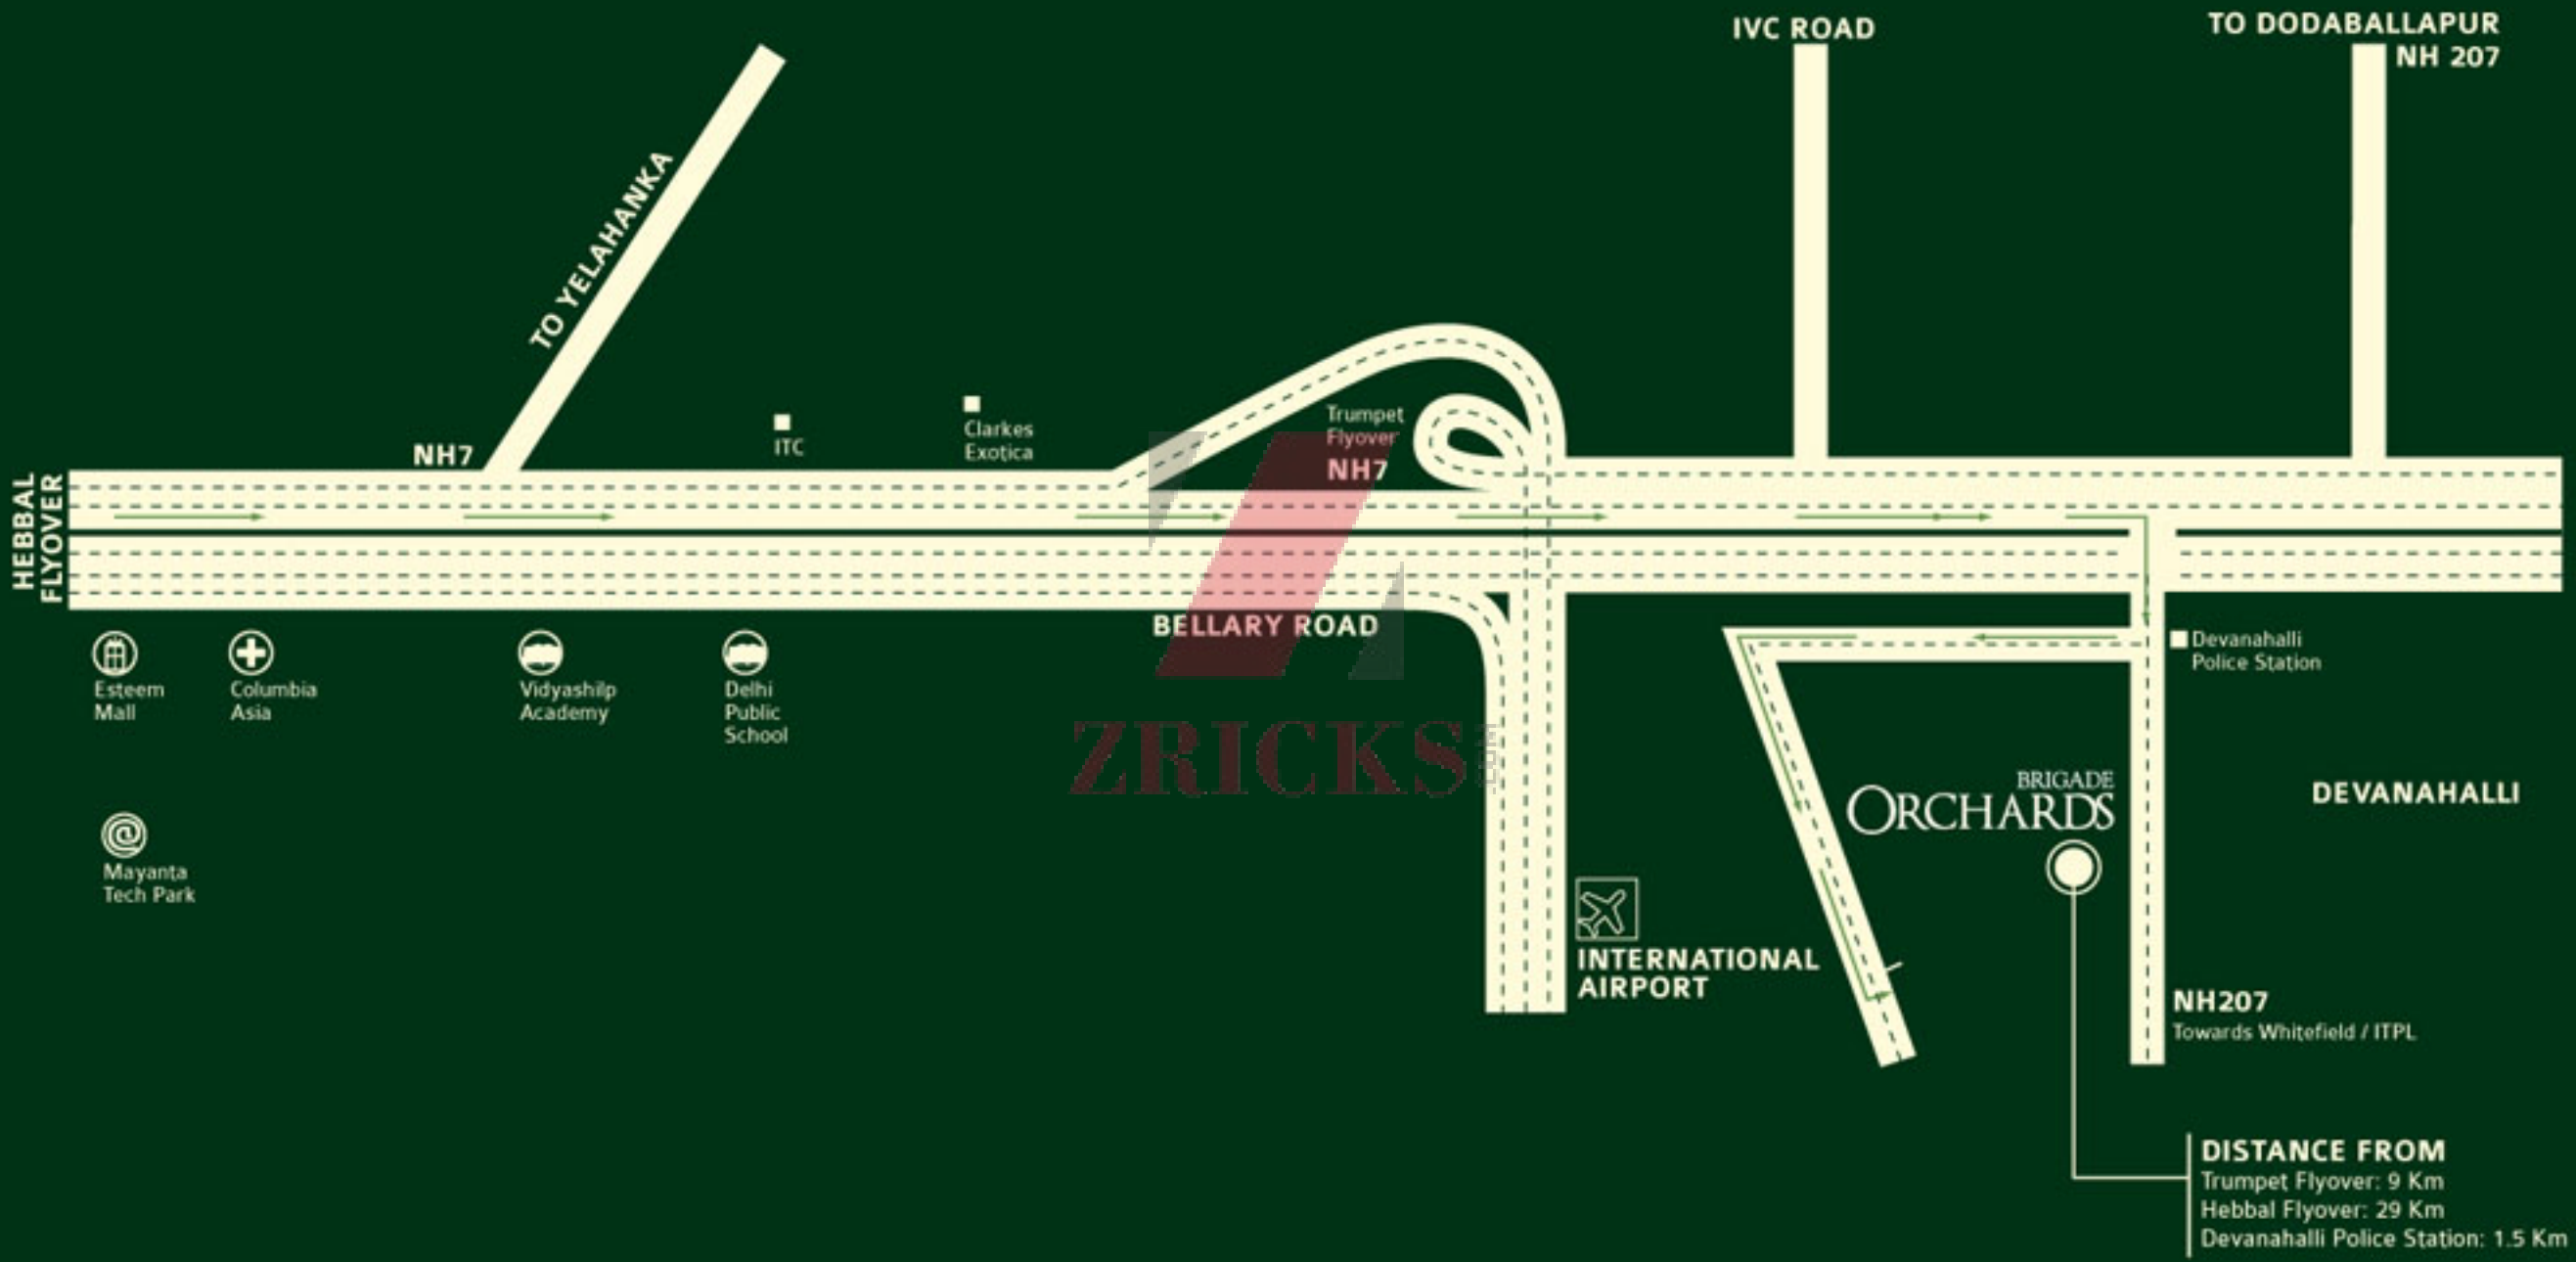 IVC ROAD
TO DODABALLAPUR
NH 207
TO YELAHANKA
NH7
ITC
Clarkes
Exotica
Trumpet
Flyover
NH7
HEBBAL
FLYOVER
BELLARY ROAD
Esteem
Mall
Columbia
Asia
Vidyashilp
Academy
Delhi
Public
School
Devanahalli
Police Station
ZRICKS
.COM
Mayanta
Tech Park
BRIGADE
ORCHARDS
DEVANAHALLI
INTERNATIONAL
AIRPORT
NH207
Towards Whitefield / ITPL
DISTANCE FROM
Trumpet Flyover: 9 Km
Hebbal Flyover: 29 Km
Devanahalli Police Station: 1.5 Km